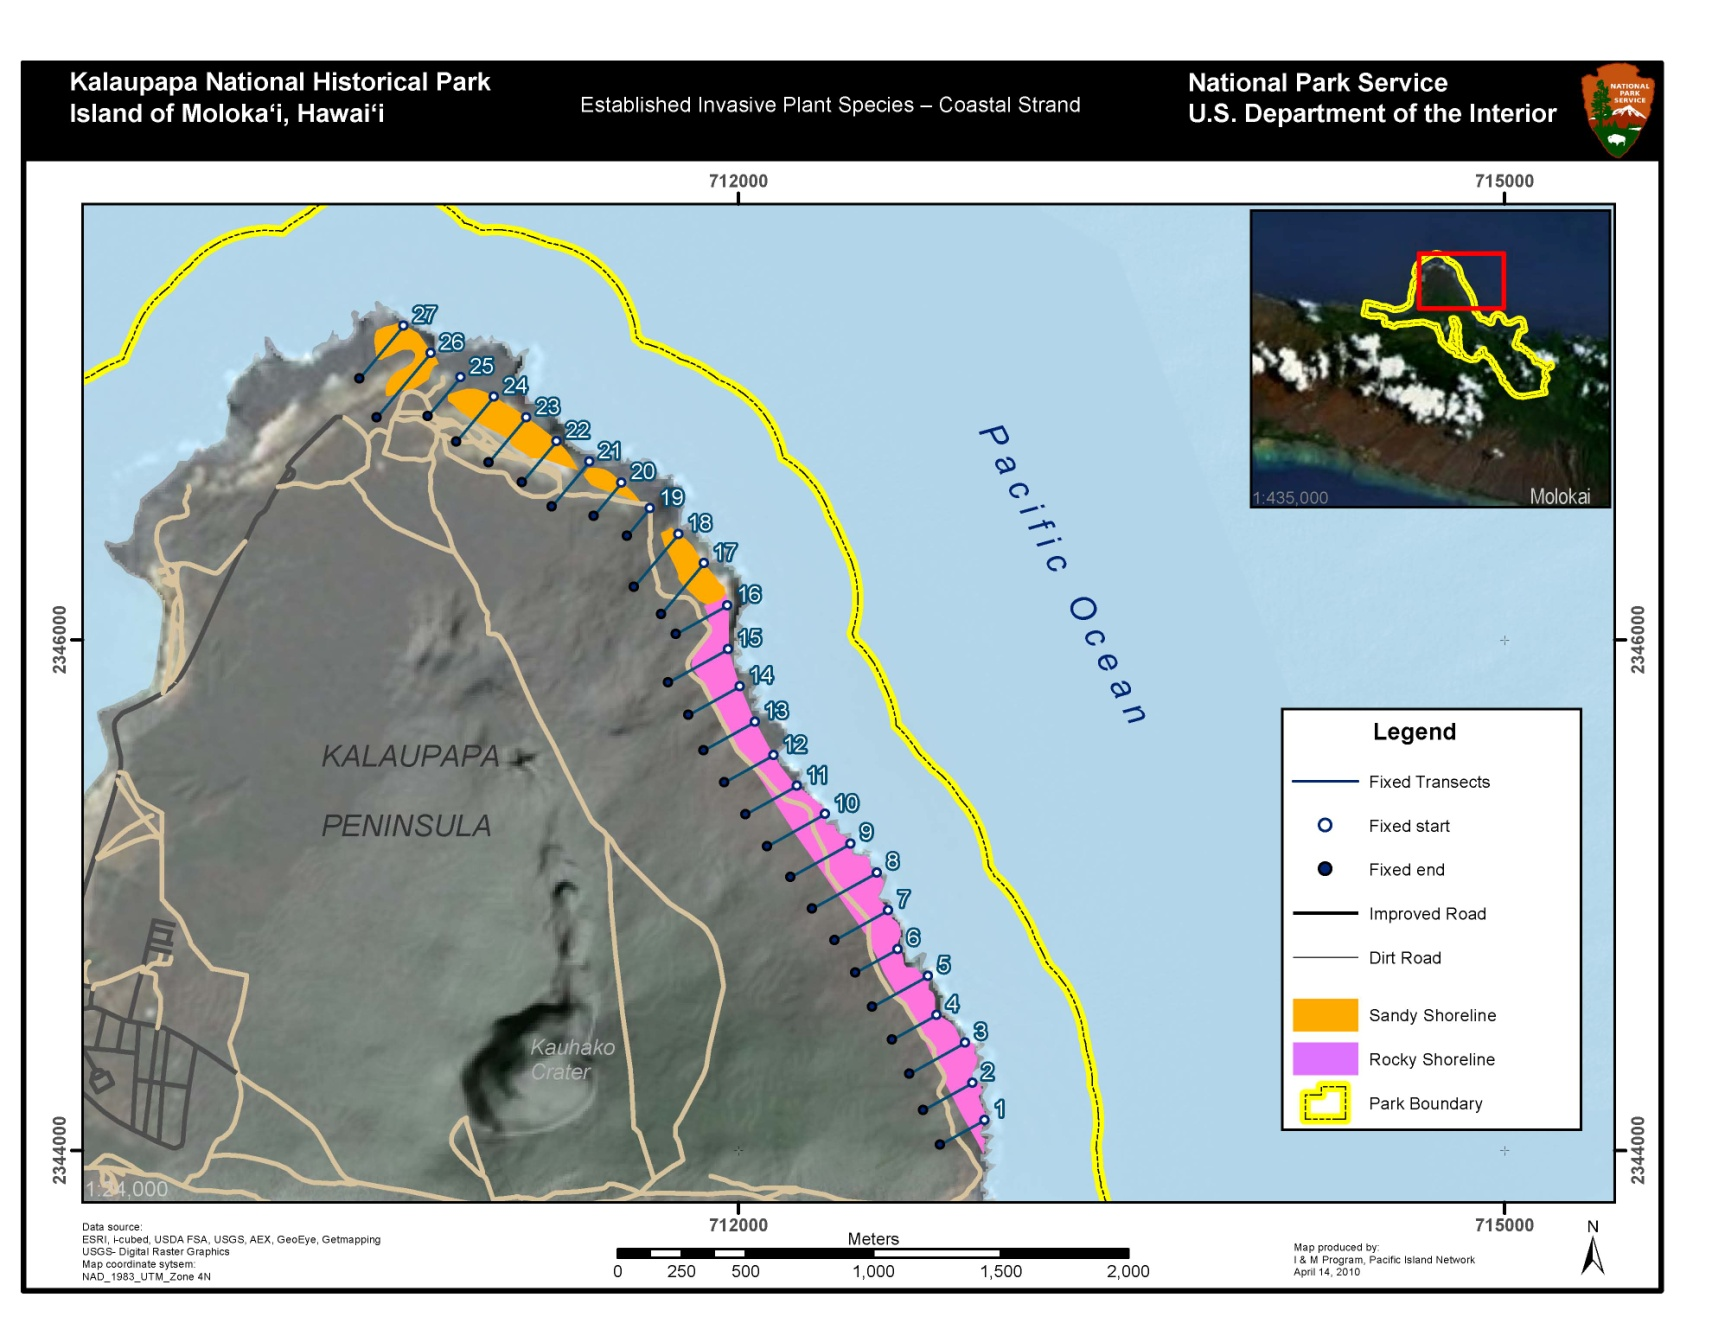 Kalaupapa National Historical Park
Island of Molokaʻi, Hawaiʻi
Established Invasive Plant Species – Coastal Strand
National Park Service
U.S. Department of the Interior
NATIONAL
PARK
SERVICE
712000
715000
27
26
25
24
23
22
21
20
19
18
17
16
15
14
13
12
11
10
9
8
7
6
5
4
3
2
1
Pacific Ocean
1:435,000
Molokai
2346000
2346000
KALAUPAPA
PENINSULA
Kauhako
Crater
Legend
Fixed Transects
Fixed start
Fixed end
Improved Road
Dirt Road
Sandy Shoreline
Rocky Shoreline
Park Boundary
2344000
2344000
1:24,000
712000
715000
Data source:
ESRI, i-cubed, USDA FSA, USGS, AEX, GeoEye, Getmapping
USGS- Digital Raster Graphics
Map coordinate sytsem:
NAD_1983_UTM_Zone 4N
Meters
0 250 500 1,000 1,500 2,000
Map produced by:
I & M Program, Pacific Island Network
April 14, 2010
N